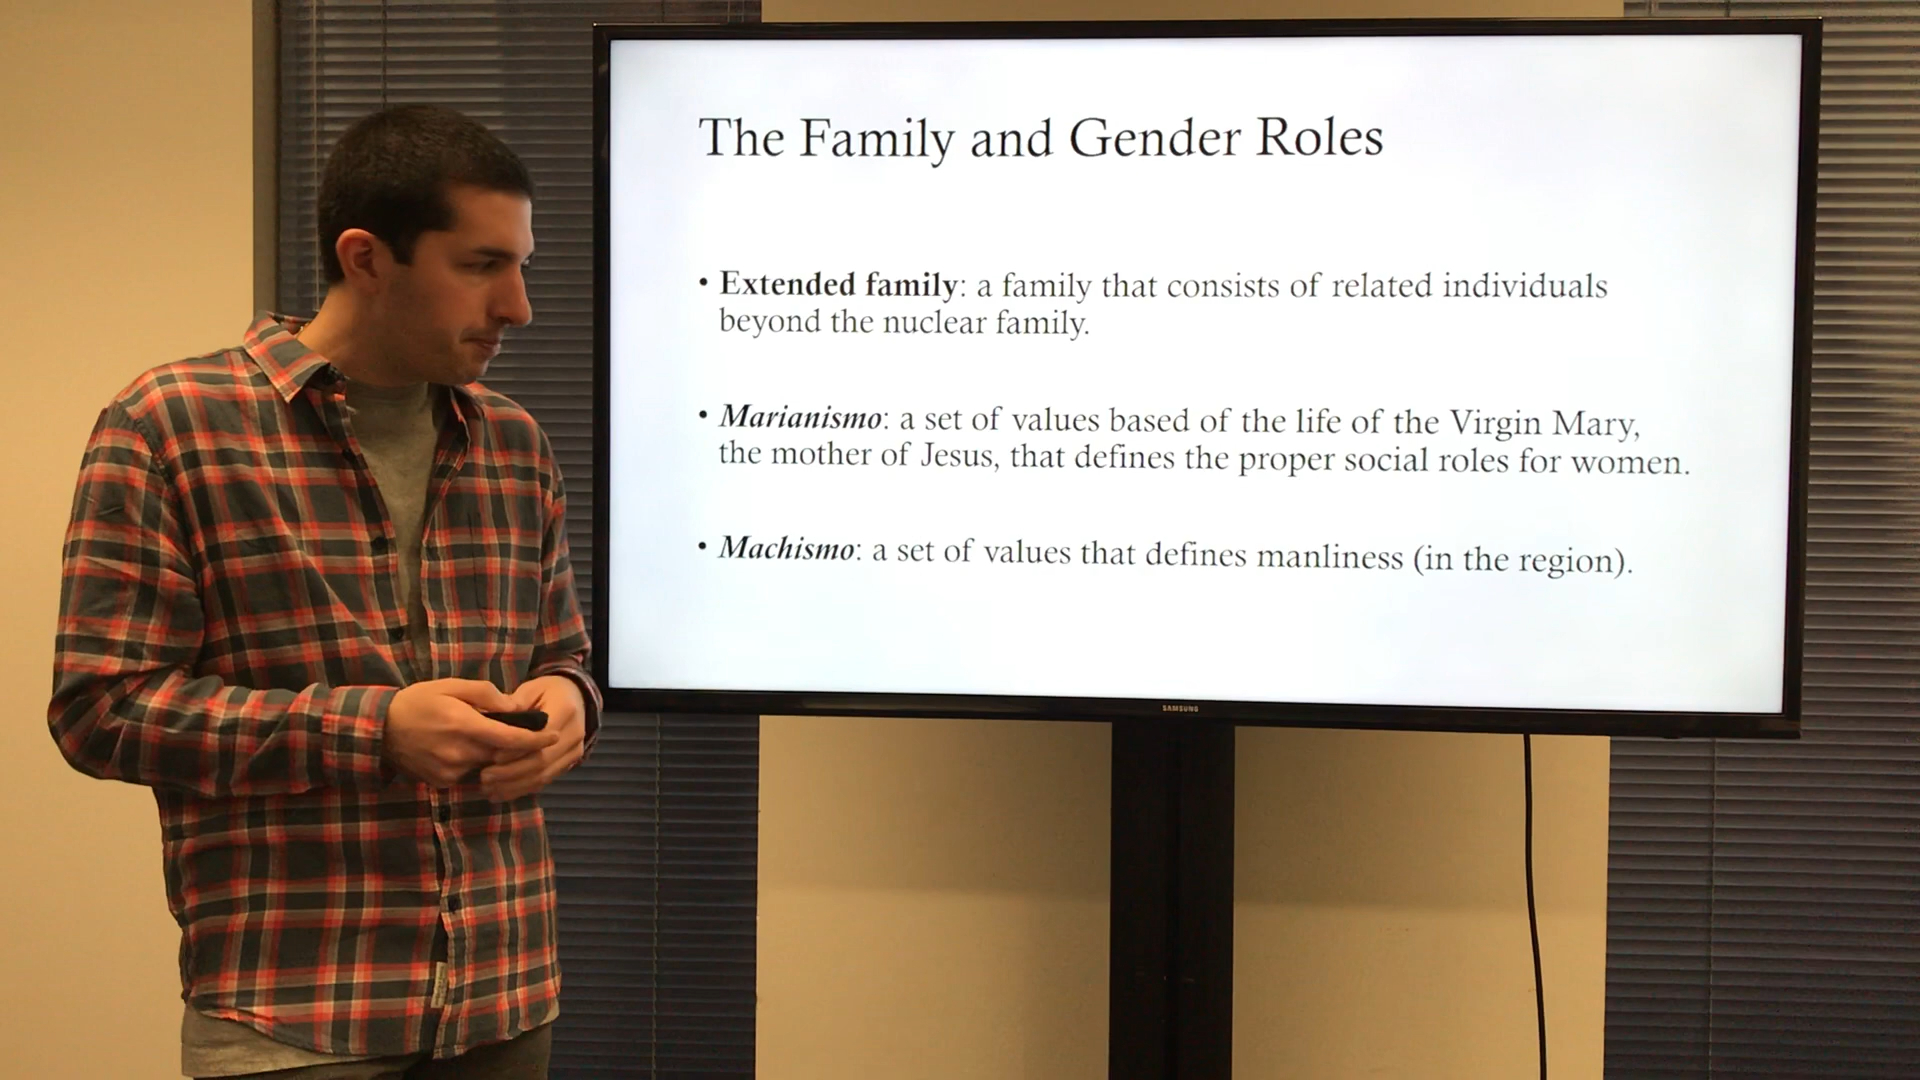 The Family and Gender Roles
• Extended family: a family that consists of related individuals
beyond the nuclear family.
• Marianismo: a set of values based of the life of the Virgin Mary,
the mother of Jesus, that defines the proper social roles for women.
• Machismo: a set of values that defines manliness (in the region).
SAMSUNG